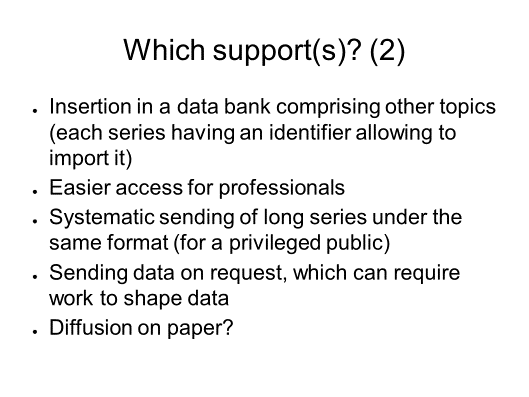 Which support(s)? (2)
• Insertion in a data bank comprising other topics
(each series having an identifier allowing to
import it)
• Easier access for professionals
• Systematic sending of long series under the
same format (for a privileged public)
• Sending data on request, which can require
work to shape data
• Diffusion on paper?